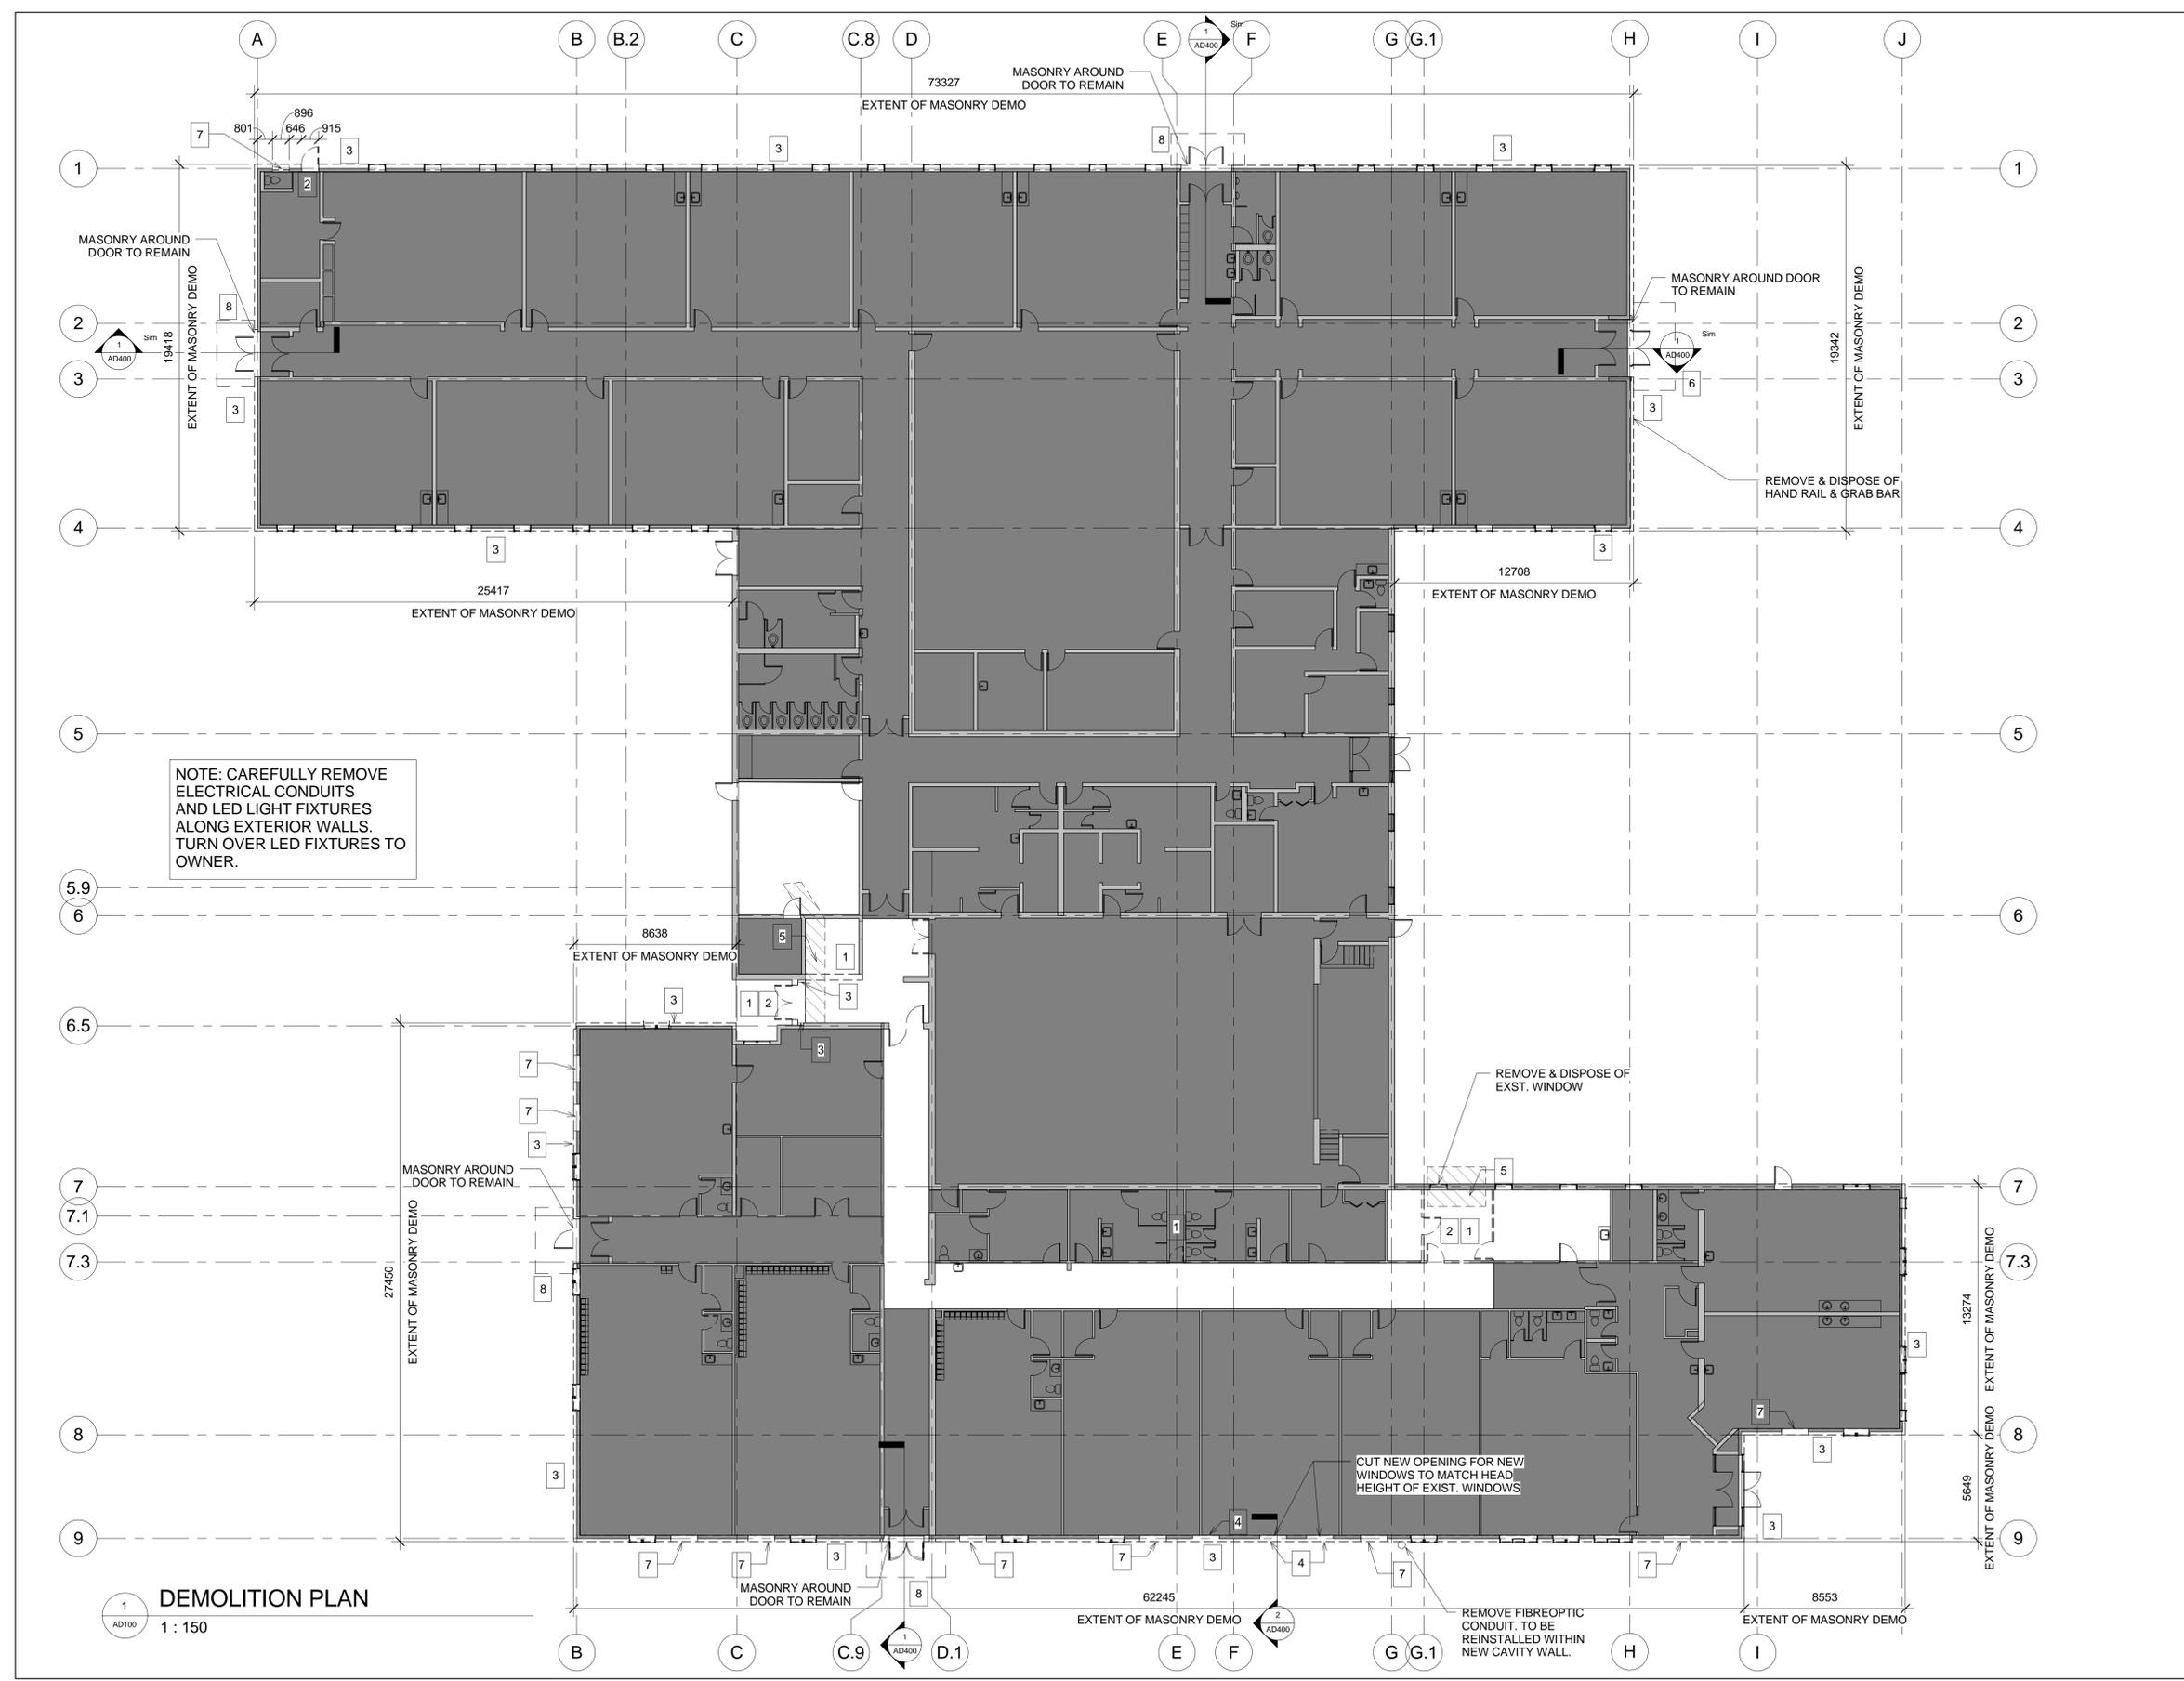 A B B.2 C C.8 D E F G G.1 H I J
1
AD400
Sim
MASONRY AROUND
DOOR TO REMAIN
73327
EXTENT OF MASONRY DEMO
896
801 646 915
7
3
3
8
3
1
1
2
MASONRY AROUND
DOOR TO REMAIN
EXTENT OF MASONRY DEMO
19418
8
MASONRY AROUND DOOR
TO REMAIN
EXTENT OF MASONRY DEMO
19342
2
2
1
AD400
Sim
1
AD400
Sim
3
3
6
3
3
REMOVE & DISPOSE OF
HAND RAIL & GRAB BAR
4
4
3
3
25417
EXTENT OF MASONRY DEMO
12708
EXTENT OF MASONRY DEMO
5
5
NOTE: CAREFULLY REMOVE
ELECTRICAL CONDUITS
AND LED LIGHT FIXTURES
ALONG EXTERIOR WALLS.
TURN OVER LED FIXTURES TO
OWNER.
5.9
6
6
8638
EXTENT OF MASONRY DEMO
5
1
3
1 2
3
6.5
3
7
7
3
REMOVE & DISPOSE OF
EXST. WINDOW
MASONRY AROUND
DOOR TO REMAIN
5
7
7
7.1
1
2 1
7.3
7.3
27450
EXTENT OF MASONRY DEMO
8
13274
EXTENT OF MASONRY DEMO
3
7
8
8
3
3
CUT NEW OPENING FOR NEW
WINDOWS TO MATCH HEAD
HEIGHT OF EXIST. WINDOWS
5649
EXTENT OF MASONRY DEMO
4
3
9
9
7 7 3 7 7 3 4 7 7
MASONRY AROUND
DOOR TO REMAIN
8
62245
EXTENT OF MASONRY DEMO
8553
EXTENT OF MASONRY DEMO
REMOVE FIBREOPTIC
CONDUIT. TO BE
REINSTALLED WITHIN
NEW CAVITY WALL.
1
AD100
DEMOLITION PLAN
1 : 150
1
AD400
2
AD400
B C C.9 D.1 E F G G.1 H I